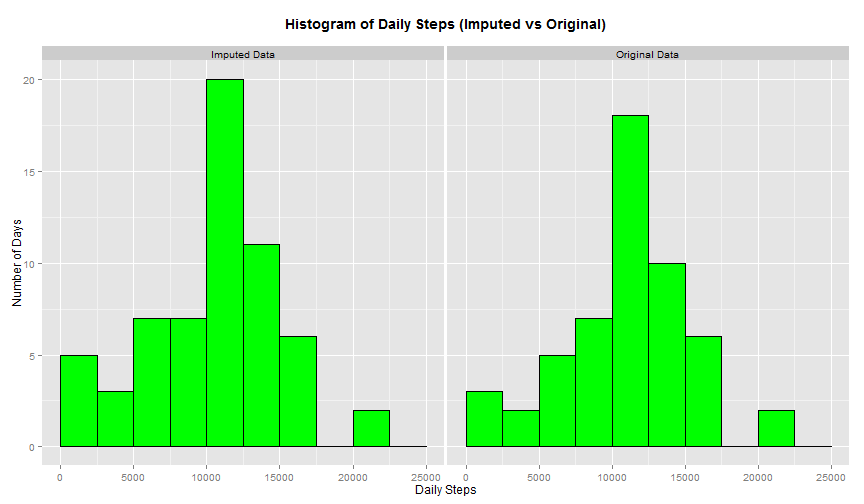 Histogram of Daily Steps (Imputed vs Original)
Imputed Data
Original Data
Number of Days
20
15
10
5
0
0 5000 10000 15000 20000 25000
0 5000 10000 15000 20000 25000
Daily Steps